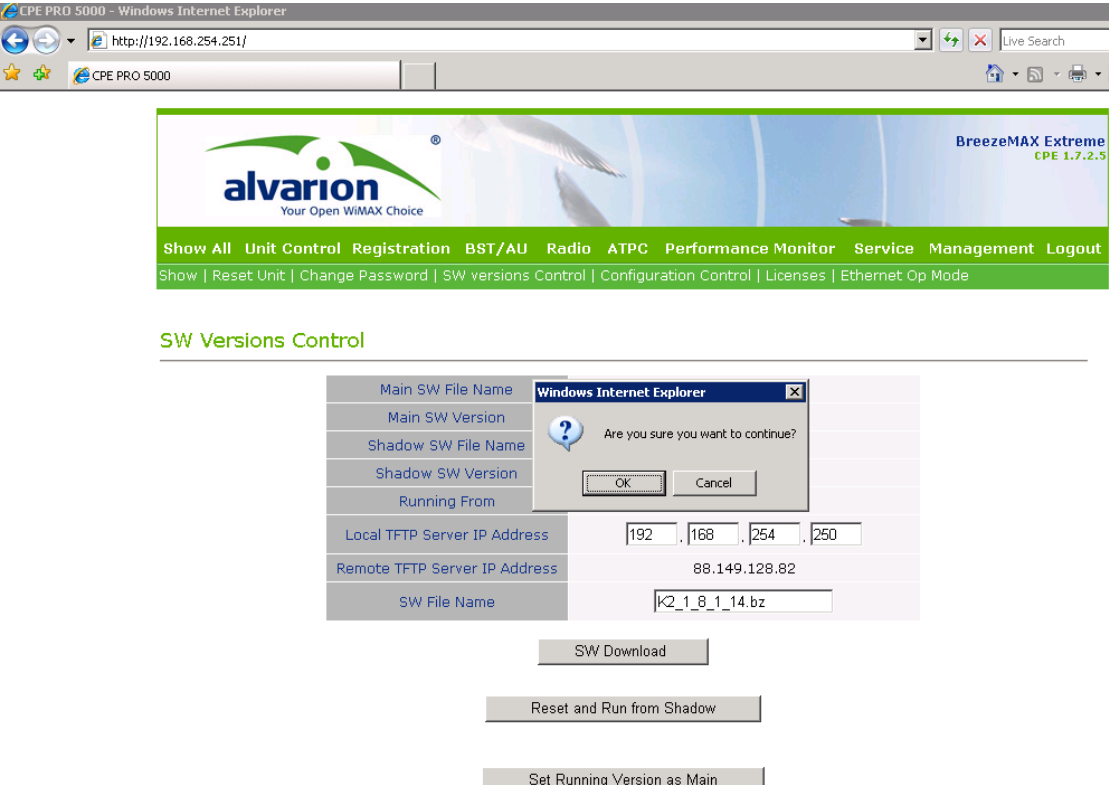 CPE PRO 5000 - Windows Internet Explorer
http://192.168.254.251/
Live Search
CPE PRO 5000
®
alvarion
Your Open WiMAX Choice
BreezeMAX Extreme
CPE 1.7.2.5
Show All Unit Control Registration BST/AU Radio ATPC Performance Monitor Service Management Logout
Show | Reset Unit | Change Password | SW versions Control | Configuration Control | Licenses | Ethernet Op Mode
SW Versions Control
Main SW File Name
Main SW Version
Shadow SW File Name
Shadow SW Version
Running From
Windows Internet Explorer
Are you sure you want to continue?
OK Cancel
Local TFTP Server IP Address 192 . 168 . 254 . 250
Remote TFTP Server IP Address 88.149.128.82
SW File Name K2_1_8_1_14.bz
SW Download
Reset and Run from Shadow
Set Running Version as Main